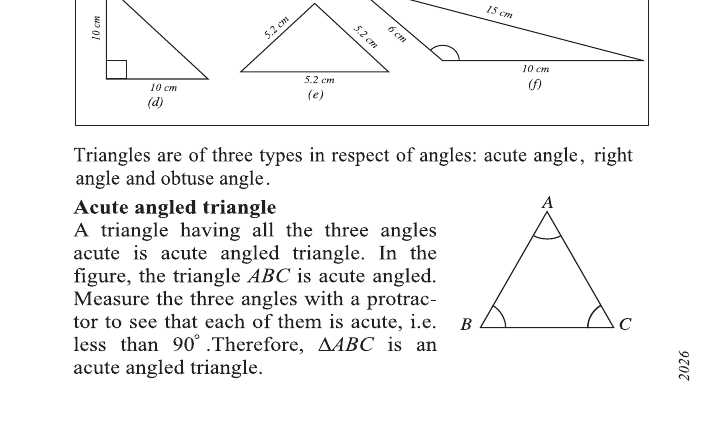 15 cm
10 cm
5.2 cm
5.2 cm
6 cm
10 cm
5.2 cm
10 cm
(d)
(e)
(f)
Triangles are of three types in respect of angles: acute angle, right
angle and obtuse angle.
Acute angled triangle
A triangle having all the three angles
acute is acute angled triangle. In the
figure, the triangle ABC is acute angled.
Measure the three angles with a protrac-
tor to see that each of them is acute, i.e.
less than 90° .Therefore, ΔABC is an
acute angled triangle.
A
B
C
2026